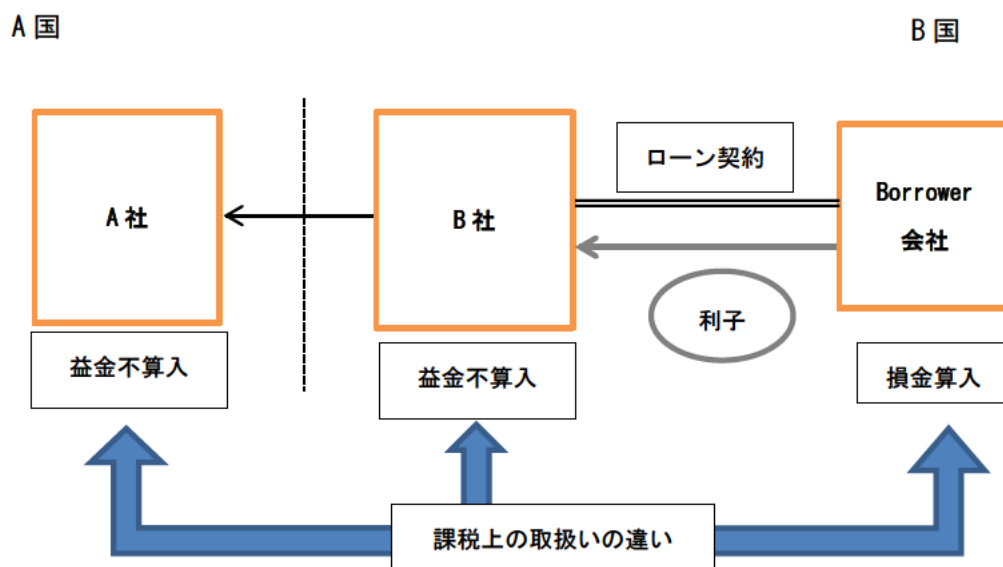 A 国
B 国
A 社
B 社
ローン契約
Borrower
会社
利子
益金不算入
益金不算入
損金算入
課税上の取扱いの違い